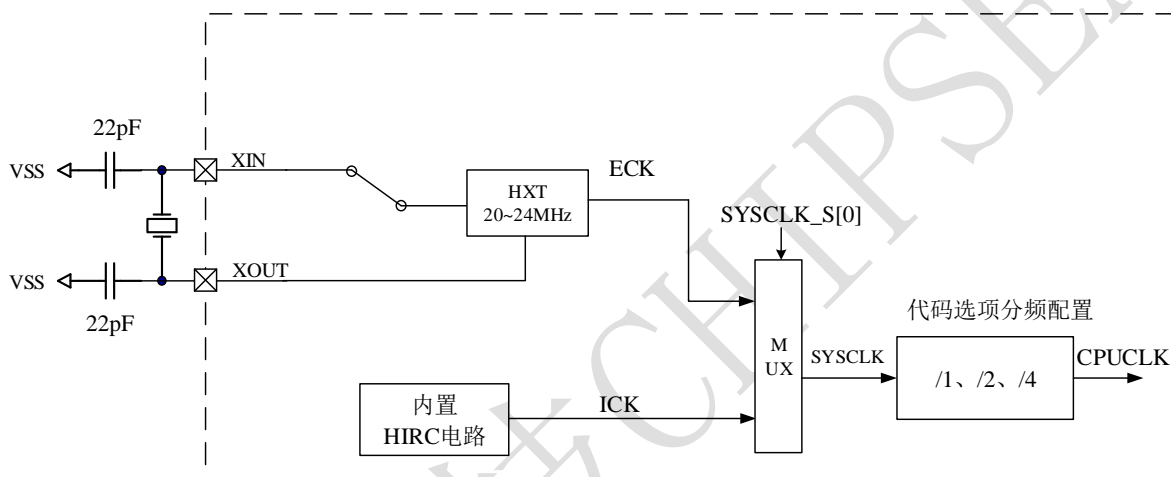 22pF
VSS
XIN
HXT
20~24MHz
ECK
SYSCLK_S[0]
VSS
XOUT
22pF
代码选项分频配置
M
UX
SYSCLK
/1、/2、/4
CPUCLK
内置
HIRC电路
ICK
CHIPSEA